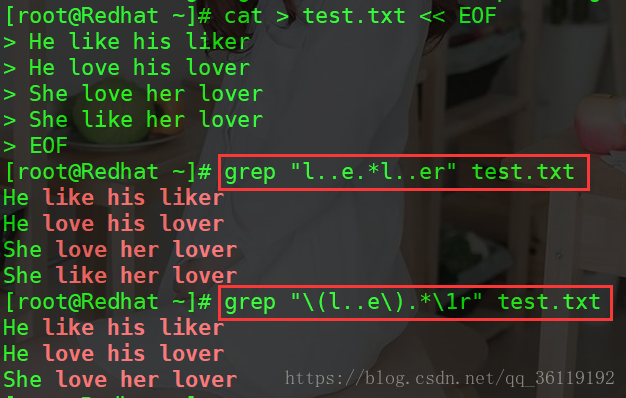 [root@Redhat ~]# cat > test.txt << EOF
> He like his liker
> He love his lover
> She love her lover
> She like her lover
> EOF
[root@Redhat ~]# grep "l..e.*l..er" test.txt
He like his liker
He love his lover
She love her lover
She like her lover
[root@Redhat ~]# grep "\(l..e\).*\1r" test.txt
He like his liker
He love his lover
She love her lover
https://blog.csdn.net/qq_36119192